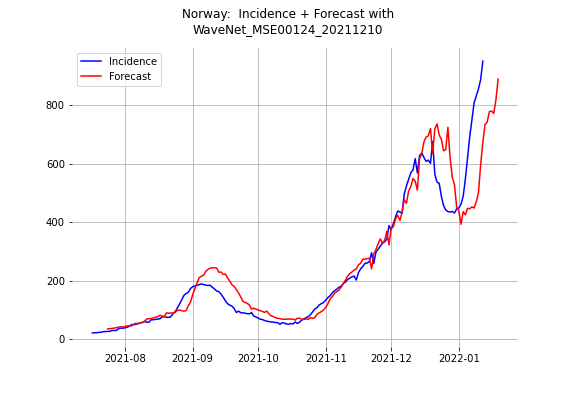 Norway:  Incidence + Forecast with
WaveNet_MSE00124_20211210
Incidence
Forecast
800
600
400
200
0
2021-08
2021-09
2021-10
2021-11
2021-12
2022-01